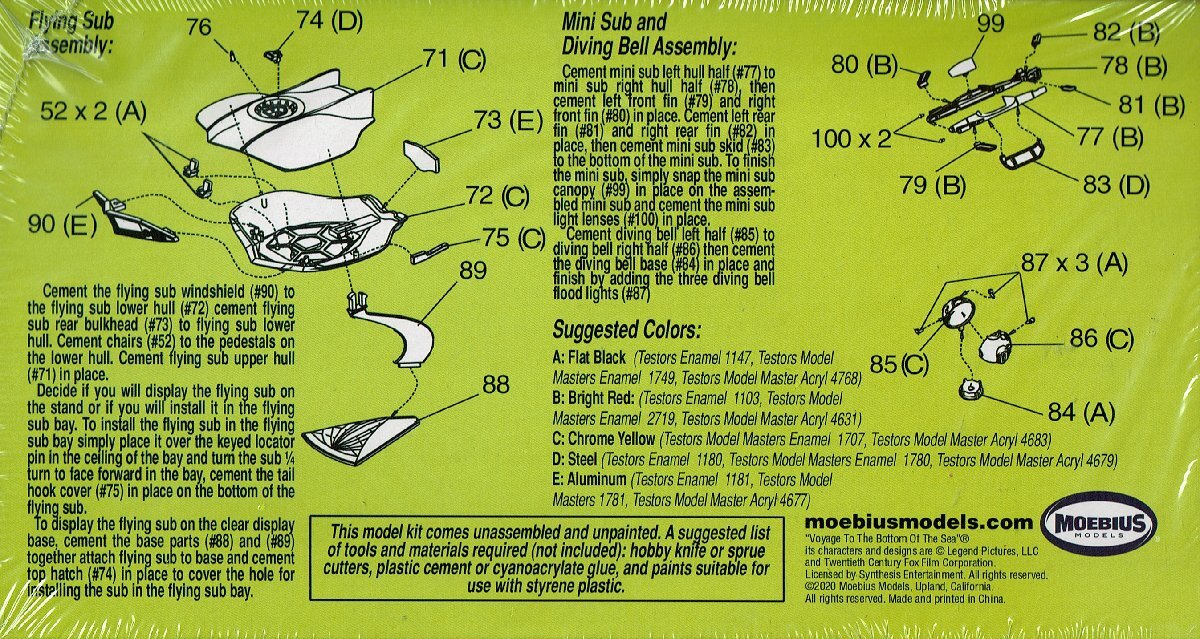 Flying Sub
Assembly:
76
74 (D)
71 (C)
52 x 2 (A)
73 (E)
72 (C)
90 (E)
75 (C)
89
88
Cement the flying sub windshield (#90) to
the flying sub lower hull (#72) cement flying
sub rear bulkhead (#73) to flying sub lower
hull. Cement chairs (#52) to the pedestals on
the lower hull. Cement flying sub upper hull
(#71) in place.
Decide if you will display the flying sub on
the stand or if you will install it in the flying
sub bay. To install the flying sub in the flying
sub bay simply place it over the keyed locator
pin in the ceiling of the bay and turn the sub ¼
turn to face forward in the bay, cement the tail
hook cover (#75) in place on the bottom of the
flying sub.
To display the flying sub on the clear display
base, cement the base parts (#88) and (#89)
together attach flying sub to base and cement
top hatch (#74) in place to cover the hole for
installing the sub in the flying sub bay.
Mini Sub and
Diving Bell Assembly:
Cement mini sub left hull half (#77) to
mini sub right hull half (#78), then
cement left front fin (#79) and right
front fin (#80) in place. Cement left rear
fin (#81) and right rear fin (#82) in
place, then cement mini sub skid (#83)
to the bottom of the mini sub. To finish
the mini sub, simply snap the mini sub
canopy (#99) in place on the assem-
bled mini sub and cement the mini sub
light lenses (#100) in place.
Cement diving bell left half (#85) to
diving bell right half (#86) then cement
the diving bell base (#84) in place and
finish by adding the three diving bell
flood lights (#87)
99
82 (B)
80 (B)
78 (B)
81 (B)
100 x 2
77 (B)
79 (B)
83 (D)
87 x 3 (A)
86 (C)
85 (C)
84 (A)
Suggested Colors:
A: Flat Black (Testors Enamel 1147, Testors Model
Masters Enamel 1749, Testors Model Master Acryl 4768)
B: Bright Red: (Testors Enamel 1103, Testors Model
Masters Enamel 2719, Testors Model Master Acryl 4631)
C: Chrome Yellow (Testors Model Masters Enamel 1707, Testors Model Master Acryl 4683)
D: Steel (Testors Enamel 1180, Testors Model Masters Enamel 1780, Testors Model Master Acryl 4679)
E: Aluminum (Testors Enamel 1181, Testors Model
Masters 1781, Testors Model Master Acryl 4677)
This model kit comes unassembled and unpainted. A suggested list
of tools and materials required (not included): hobby knife or sprue
cutters, plastic cement or cyanoacrylate glue, and paints suitable for
use with styrene plastic.
moebiusmodels.com
MOEBIUS
MODELS
"Voyage To The Bottom Of The Sea"®
its characters and designs are © Legend Pictures, LLC
and Twentieth Century Fox Film Corporation.
Licensed by Synthesis Entertainment. All rights reserved.
©2020 Moebius Models, Upland, California.
All rights reserved. Made and printed in China.